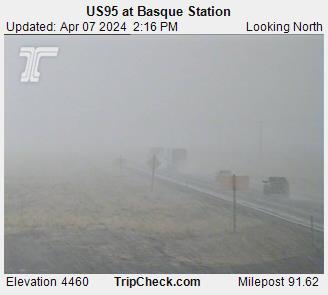 US95 at Basque Station
Updated: Apr 07 2024 2:16 PM Looking North
Elevation 4460 TripCheck.com Milepost 91.62